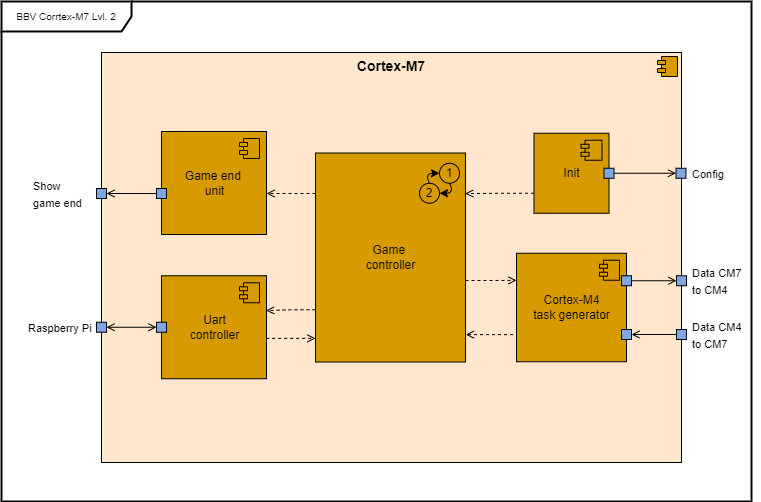 BBV Corrtex-M7 Lvl. 2
Cortex-M7
Game end
unit
Show
game end
Init
Config
1
2
Game
controller
Data CM7
to CM4
Cortex-M4
task generator
Uart
controller
Raspberry Pi
Data CM4
to CM7